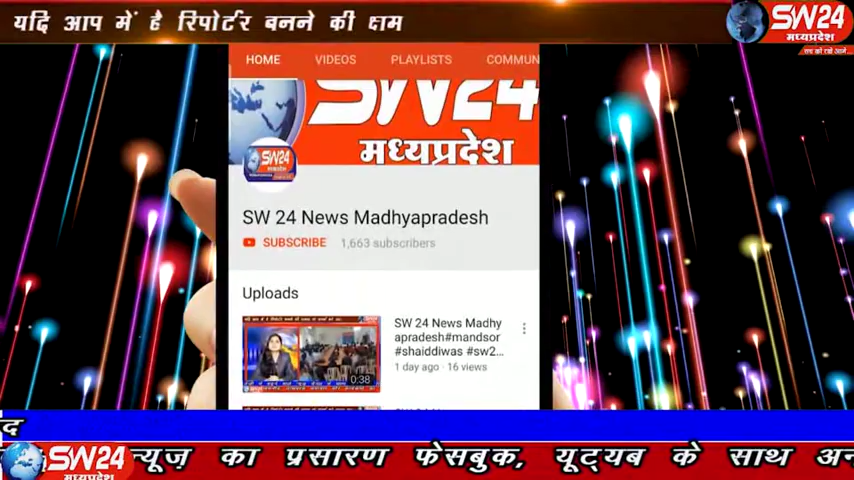 यदि आप में है रिपोर्टर बनने की क्षम
SW24
मध्यप्रदेश
HOME VIDEOS PLAYLISTS COMMUN
SW24
मध्यप्रदेश
SW24
SW 24 News Madhyapradesh
SUBSCRIBE 1,663 subscribers
Uploads
SW 24 News Madhy
apradesh#mandsor
#shaiddiwas #sw2...
1 day ago · 16 views
0:38
द
SW24
मध्यप्रदेश
न्यूज़ का प्रसारण फेसबुक, यूट्यब के साथ अन